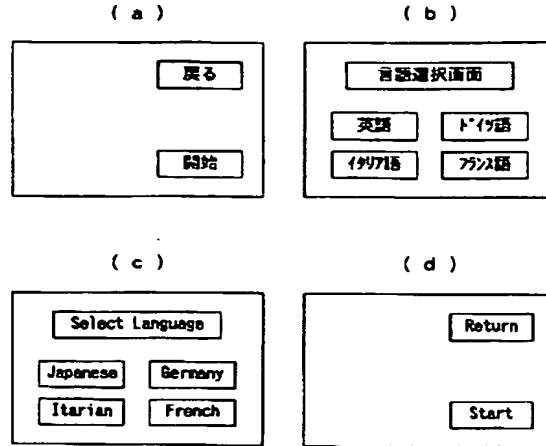 ( a )
戻る
開始
( b )
言語選択画面
英語 ドイツ語
イタリア語 フランス語
( c )
Select Language
Japanese Germany
Itarian French
( d )
Return
Start